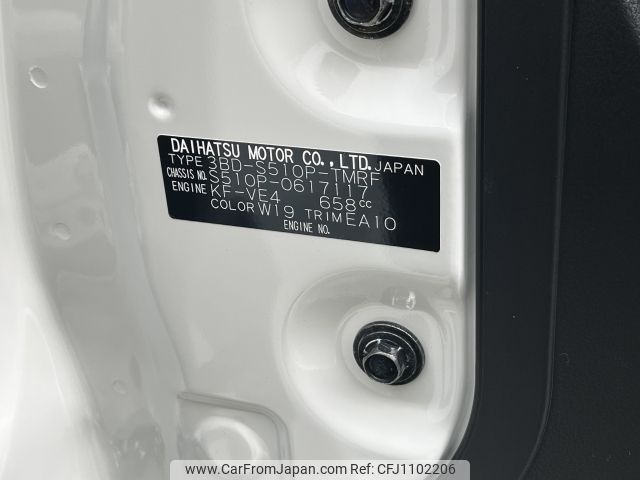 DAIHATSU MOTOR CO.,LTD. JAPAN
TYPE 3BD-S510P-TMRF
CHASSIS NO. S510P-0617117
ENGINE KF-VE4 658cc
COLOR W19 TRIM EA10
ENGINE NO.
www.CarFromJapan.com | Photo Ref: CFJ1102206